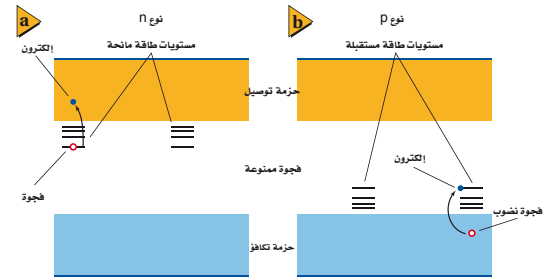 a
نوع n
مستويات طاقة مانحة
إلكترون
فجوة
حزمة توصيل
فجوة ممنوعة
حزمة تكافؤ
b
نوع p
مستويات طاقة مستقبلة
إلكترون
فجوة نضوب